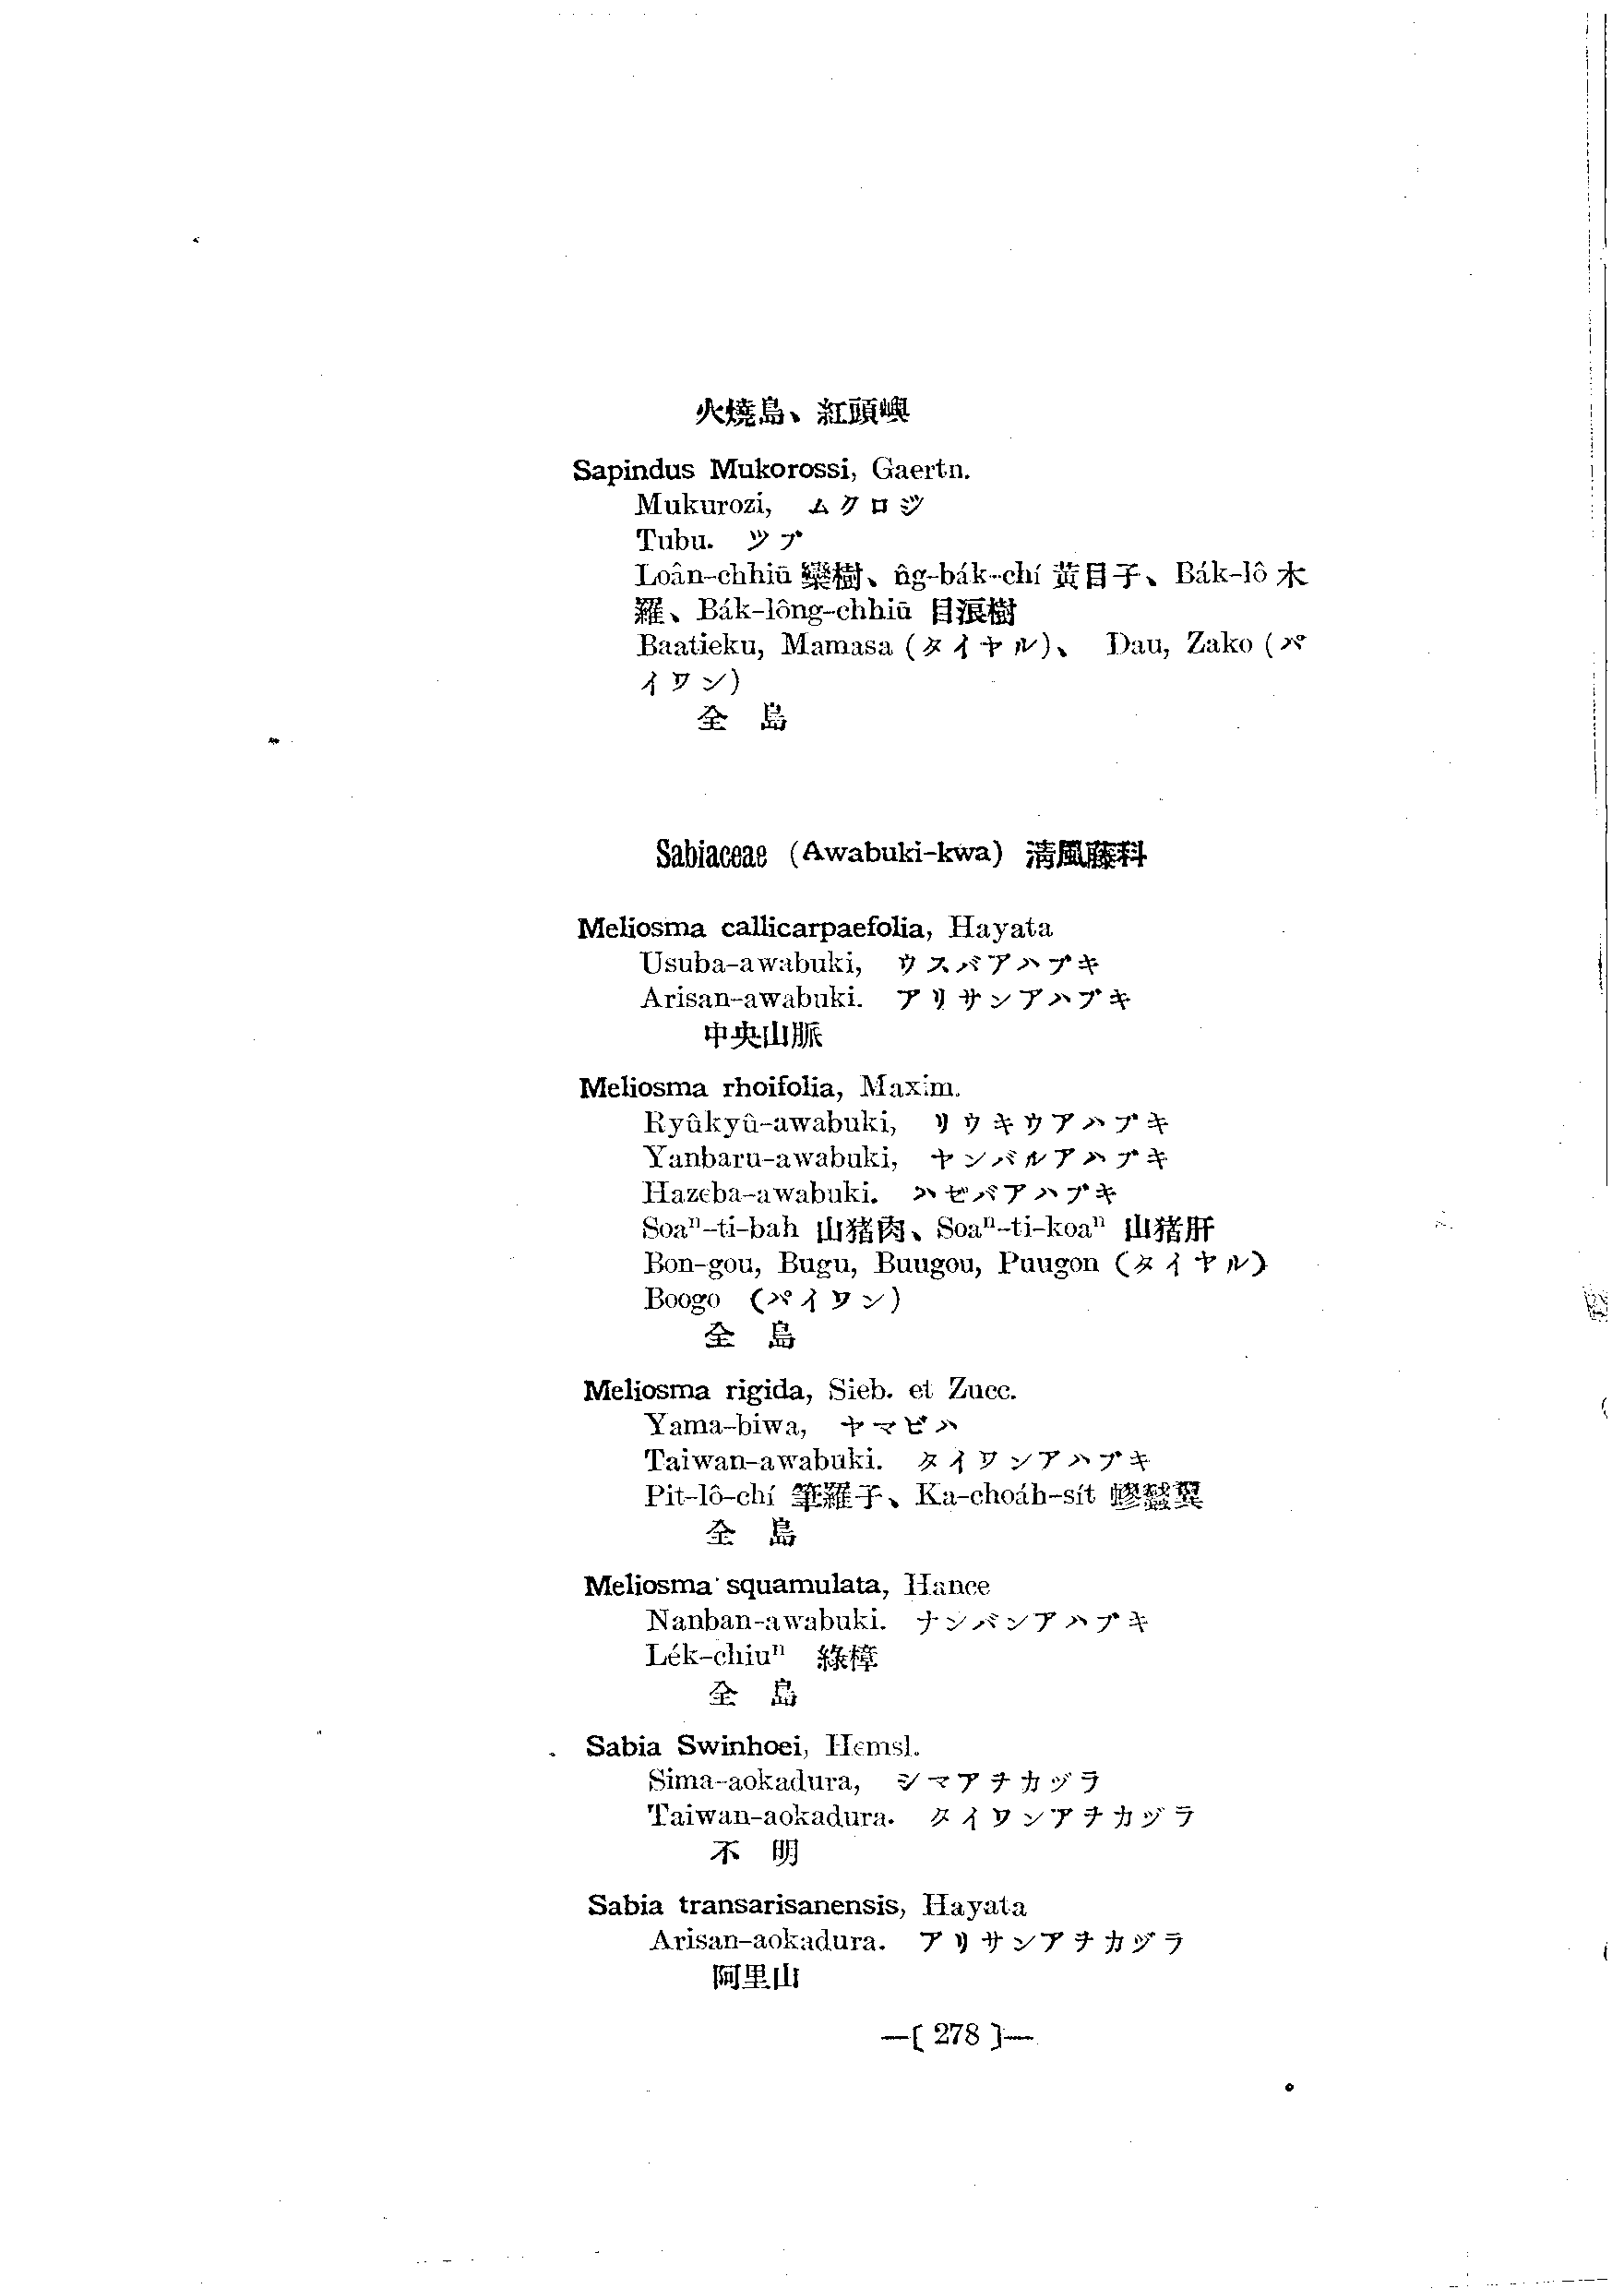 火燒島、紅頭嶼
Sapindus Mukorossi, Gaertn.
Mukurozi, ムクロジ
Tubu. ツブ
Loân-chhiū 欒樹、n̂g-ba̍k-chí 黃目子、Ba̍k-lô 木
羅、Ba̍k-lông-chhiū 目浪樹
Baatieku, Mamasa (タイヤル)、 Dau, Zako (パ
イワン)
全島
Sabiaceae (Awabuki-kwa) 清風藤科
Meliosma callicarpaefolia, Hayata
Usuba-awabuki, ウスバアハブキ
Arisan-awabuki. アリサンアハブキ
中央山脈
Meliosma rhoifolia, Maxim.
Ryûkyû-awabuki, リウキウアハブキ
Yanbaru-awabuki, ヤンバルアハブキ
Hazeba-awabuki. ハゼバアハブキ
Soaⁿ-ti-bah 山猪肉、Soaⁿ-ti-koaⁿ 山猪肝
Bon-gou, Bugu, Buugou, Puugon (タイヤル)
Boogo (パイワン)
全島
Meliosma rigida, Sieb. et Zucc.
Yama-biwa, ヤマビハ
Taiwan-awabuki. タイワンアハブキ
Pit-lô-chí 筆羅子、Ka-choa̍h-si̍t
全島
Meliosma squamulata, Hance
Nanban-awabuki. ナンバンアハブキ
Le̍k-chiuⁿ 綠樟
全島
Sabia Swinhoei, Hemsl.
Sima-aokadura, シマアヲカヅラ
Taiwan-aokadura. タイワンアヲカヅラ
不明
Sabia transarisanensis, Hayata
Arisan-aokadura. アリサンアヲカヅラ
阿里山
—[ 278 ]—